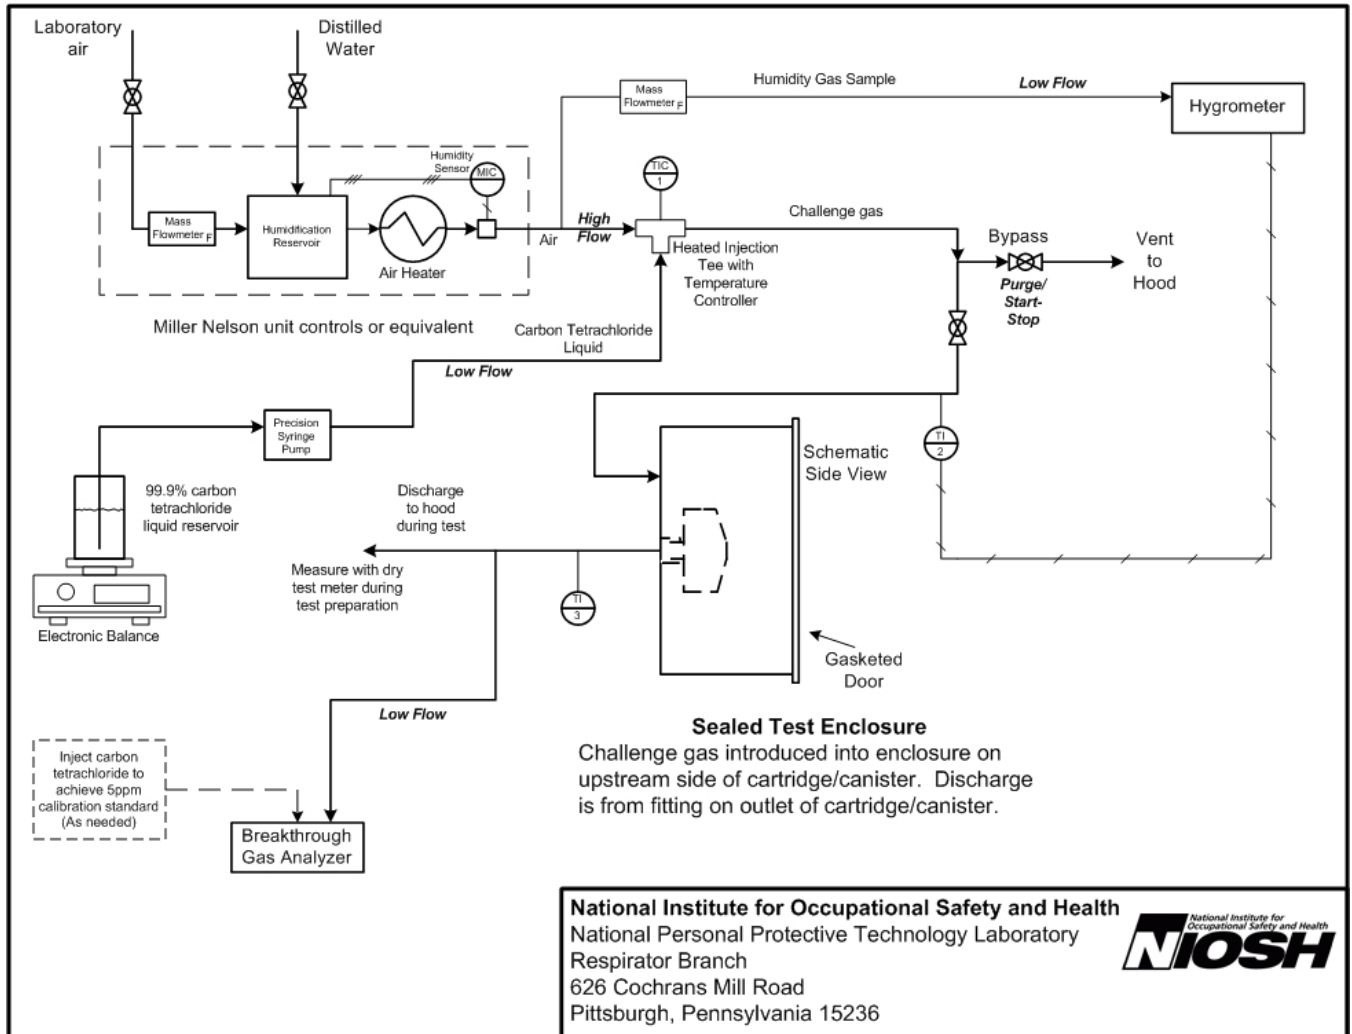 Laboratory
air
Distilled
Water
Mass
Flowmeter F
Humidity Gas Sample
Low Flow
Hygrometer
Humidity
Sensor
MIC
TIC
1
Mass
Flowmeter F
Humidification
Reservoir
Air Heater
Air
High
Flow
Challenge gas
Heated Injection
Tee with
Temperature
Controller
Bypass
Purge/
Start-
Stop
Vent
to
Hood
Miller Nelson unit controls or equivalent
Carbon Tetrachloride
Liquid
Low Flow
Precision
Syringe
Pump
TI
2
Schematic
Side View
99.9% carbon
tetrachloride
liquid reservoir
Discharge
to hood
during test
Measure with dry
test meter during
test preparation
TI
3
Electronic Balance
Gasketed
Door
Low Flow
Sealed Test Enclosure
Challenge gas introduced into enclosure on
upstream side of cartridge/canister. Discharge
is from fitting on outlet of cartridge/canister.
Inject carbon
tetrachloride to
achieve 5ppm
calibration standard
(As needed)
Breakthrough
Gas Analyzer
National Institute for Occupational Safety and Health
National Personal Protective Technology Laboratory
Respirator Branch
626 Cochrans Mill Road
Pittsburgh, Pennsylvania 15236
National Institute for
Occupational Safety and Health
NIOSH